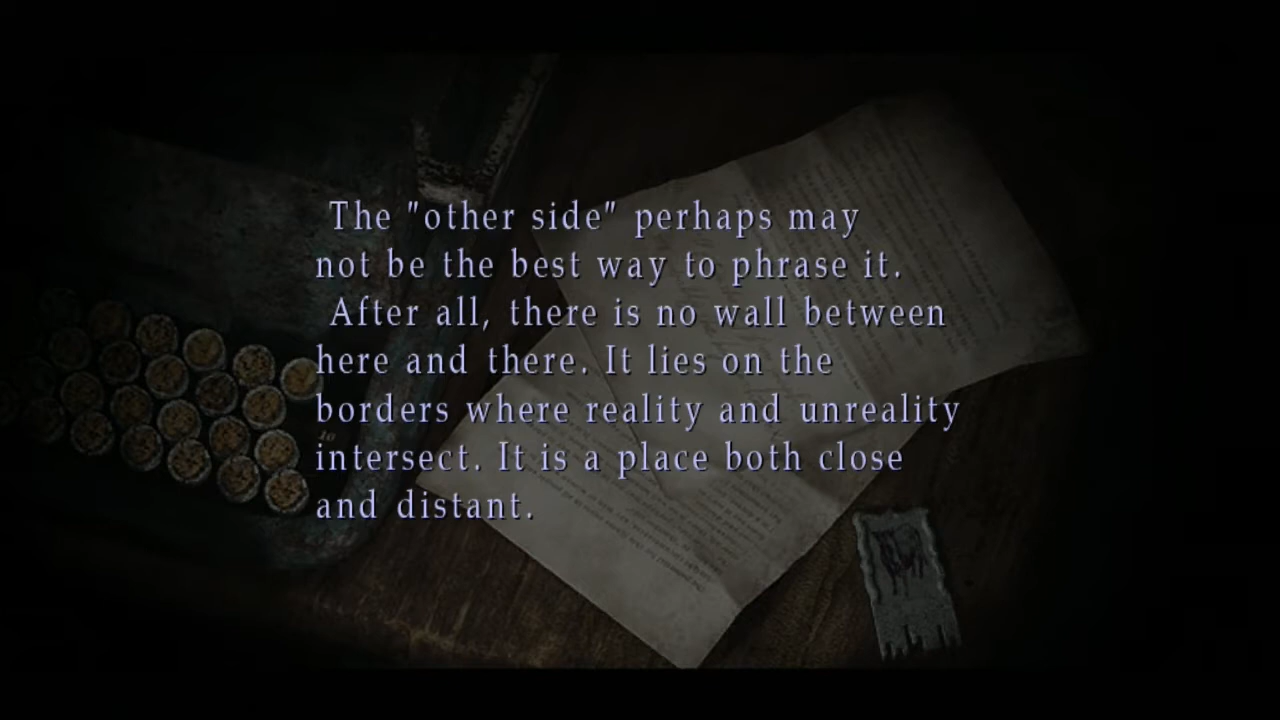 The "other side" perhaps may
not be the best way to phrase it.
After all, there is no wall between
here and there. It lies on the
borders where reality and unreality
intersect. It is a place both close
and distant.